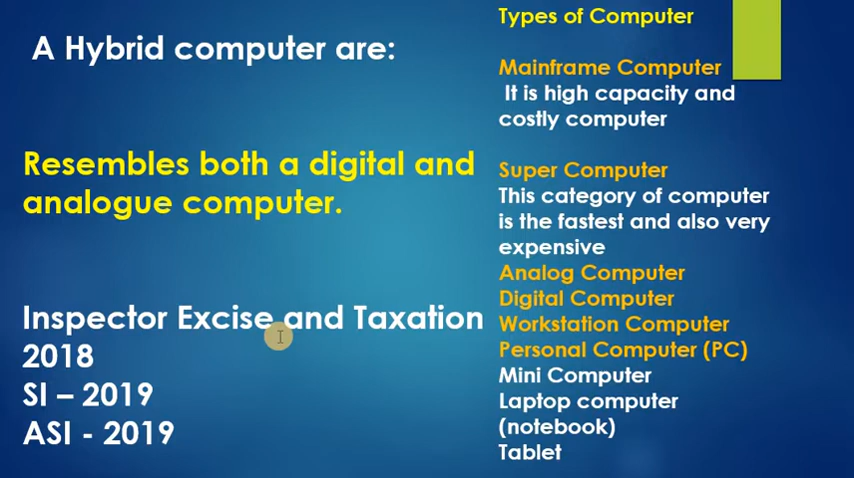 A Hybrid computer are:
Resembles both a digital and
analogue computer.
Inspector Excise and Taxation
2018
SI – 2019
ASI - 2019
Types of Computer
Mainframe Computer
It is high capacity and
costly computer
Super Computer
This category of computer
is the fastest and also very
expensive
Analog Computer
Digital Computer
Workstation Computer
Personal Computer (PC)
Mini Computer
Laptop computer
(notebook)
Tablet